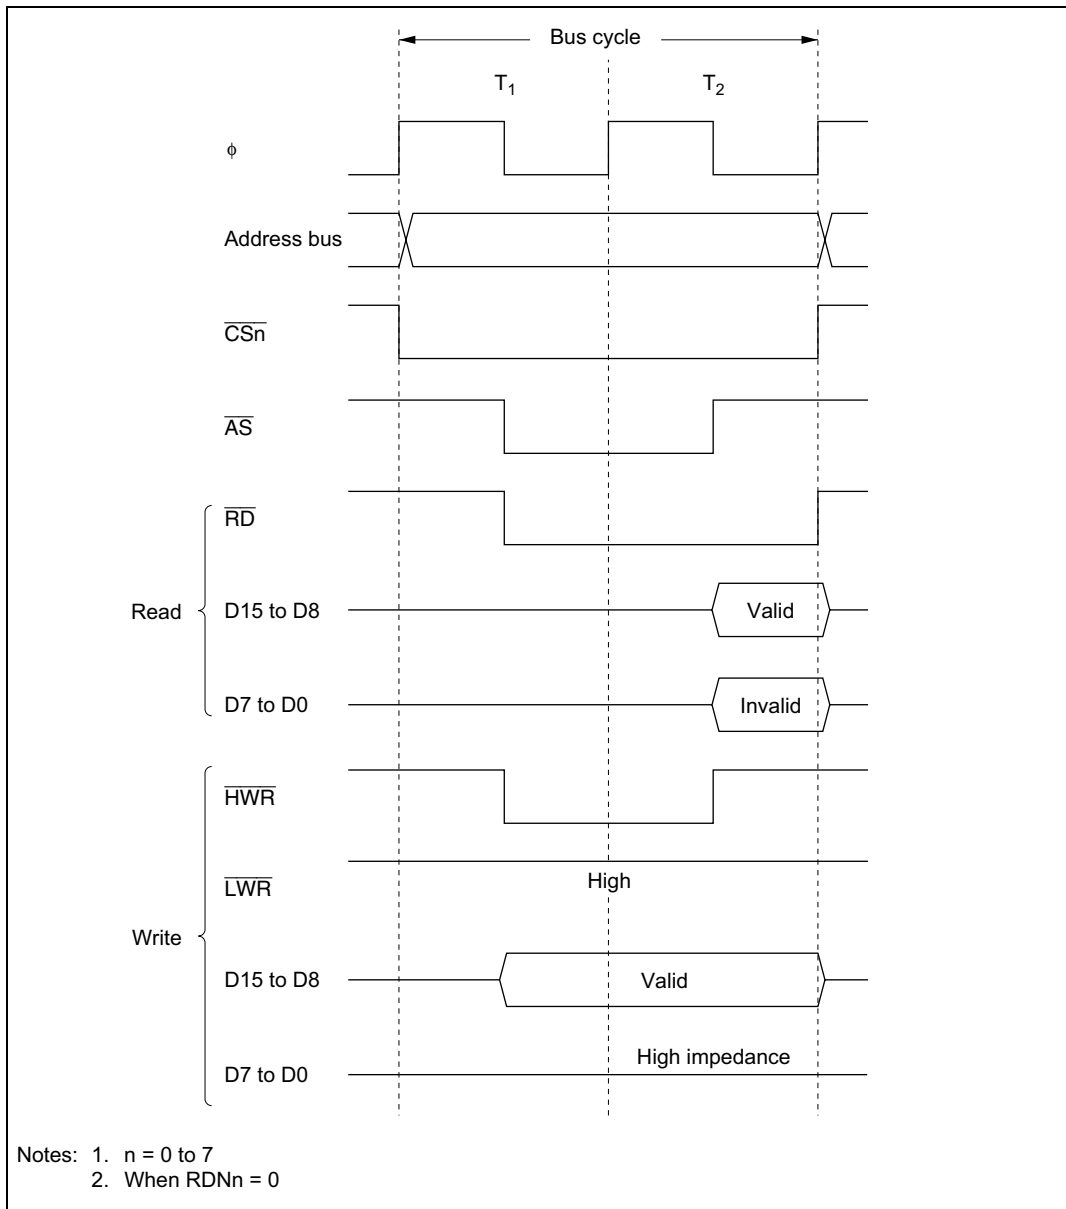 Bus cycle
T1 T2
ϕ
Address bus
CSn
AS
RD
Read
D15 to D8
Valid
D7 to D0
Invalid
HWR
LWR
High
Write
D15 to D8
Valid
D7 to D0
High impedance
Notes: 1. n = 0 to 7
2. When RDNn = 0